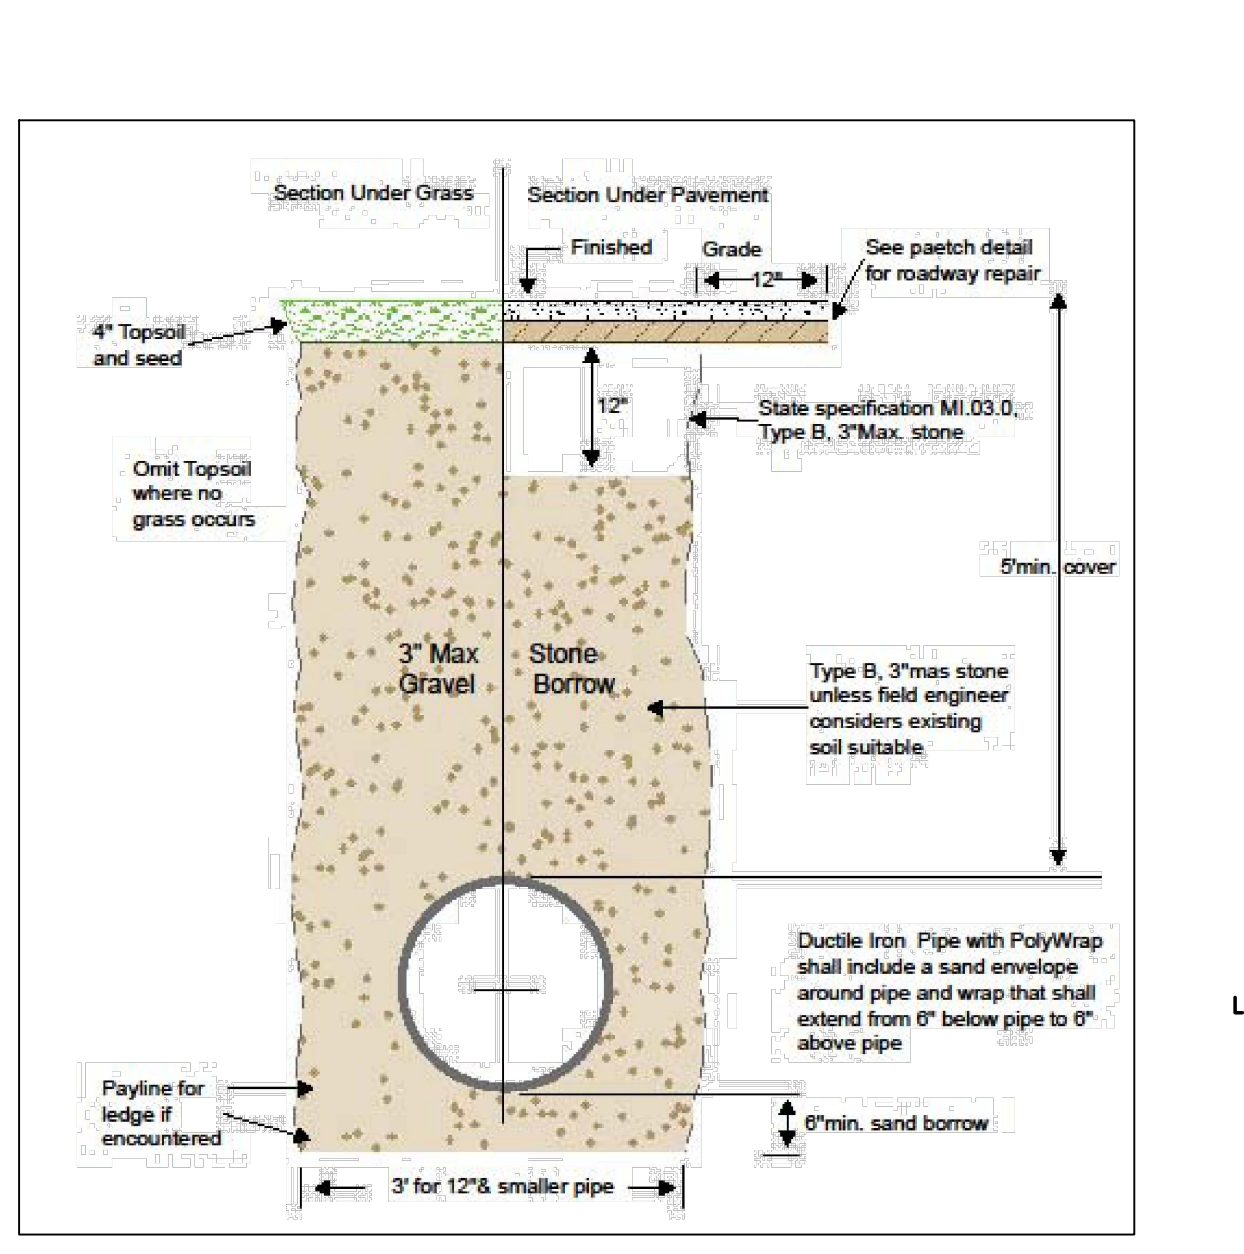 Section Under Grass
Section Under Pavement
Finished Grade
12"
See paetch detail
for roadway repair
4" Topsoil
and seed
12"
State specification MI.03.0,
Type B, 3"Max. stone
Omit Topsoil
where no
grass occurs
5'min. cover
3" Max
Gravel
Stone
Borrow
Type B, 3"mas stone
unless field engineer
considers existing
soil suitable
Ductile Iron Pipe with PolyWrap
shall include a sand envelope
around pipe and wrap that shall
extend from 6" below pipe to 6"
above pipe
Payline for
ledge if
encountered
6"min. sand borrow
3' for 12"& smaller pipe
L